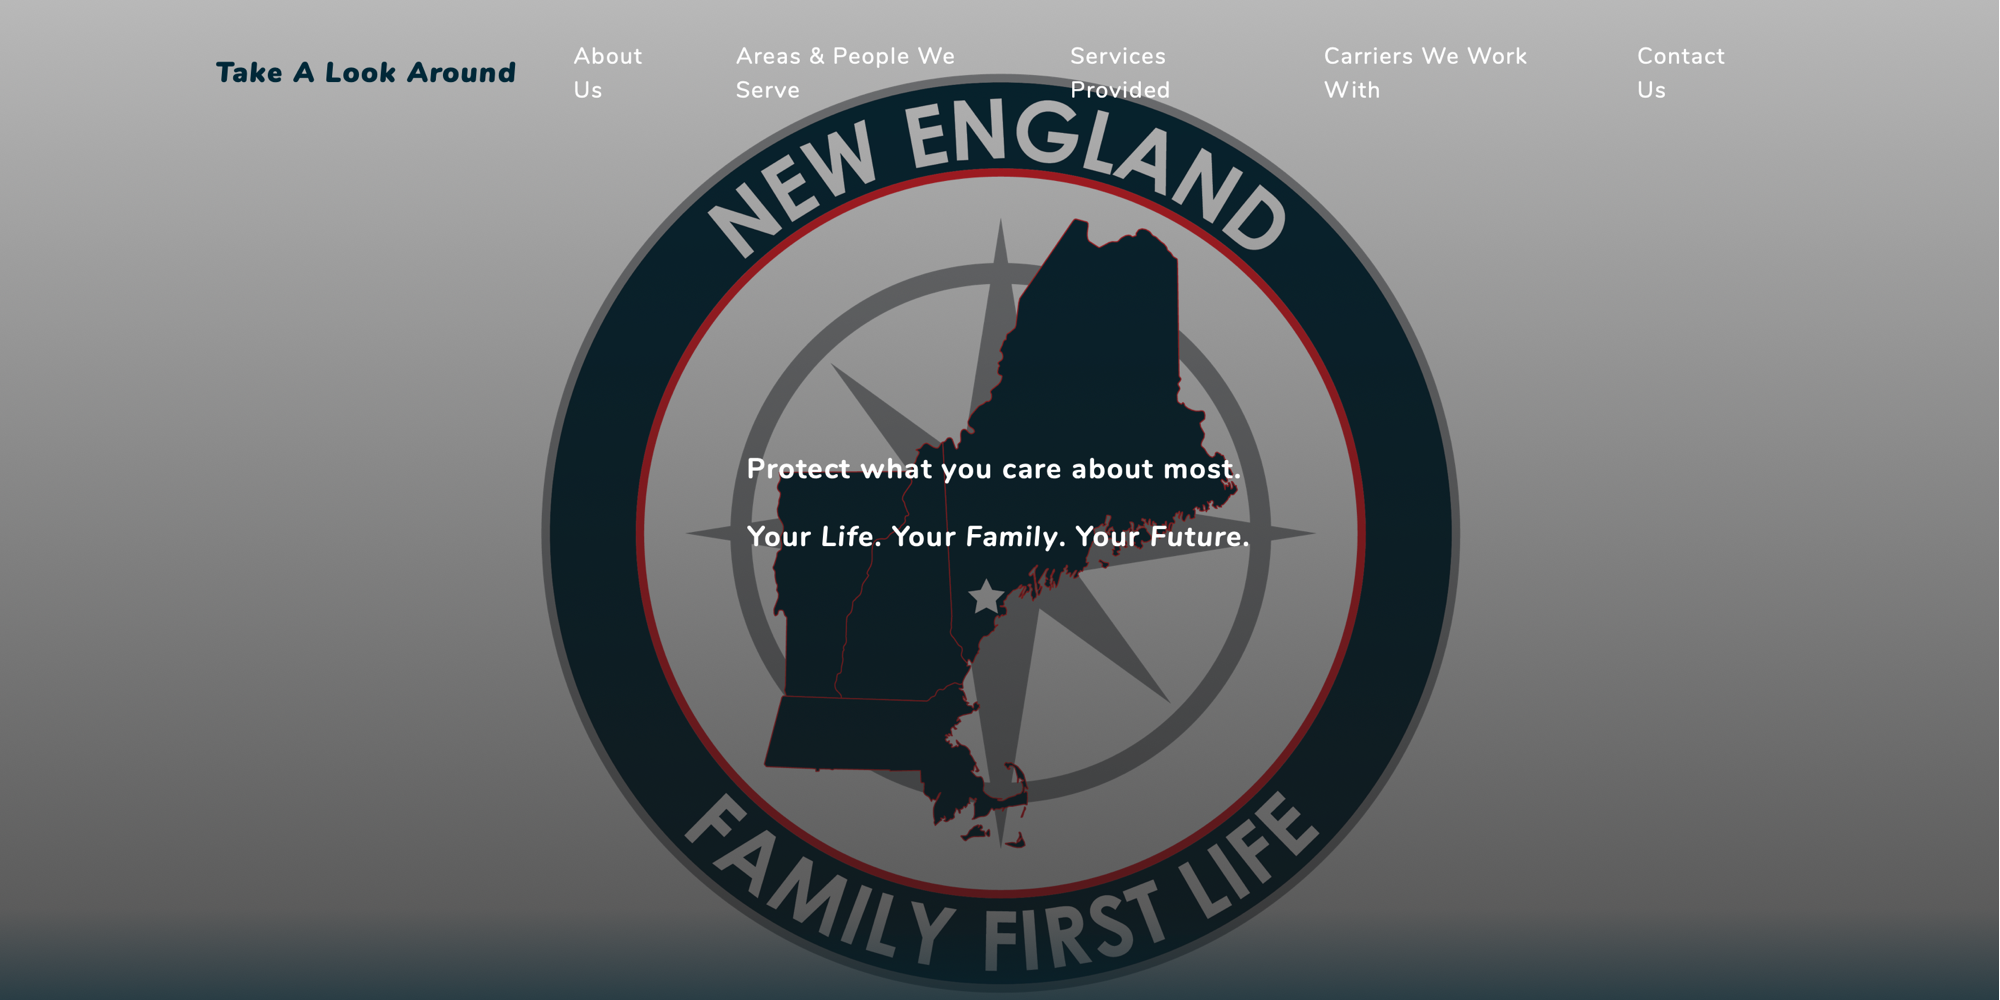 Take A Look Around
About
Us
Areas & People We
Serve
Services
Provided
Carriers We Work
With
Contact
Us
NEW ENGLAND
Protect what you care about most.
Your Life. Your Family. Your Future.
FAMILY FIRST LIFE